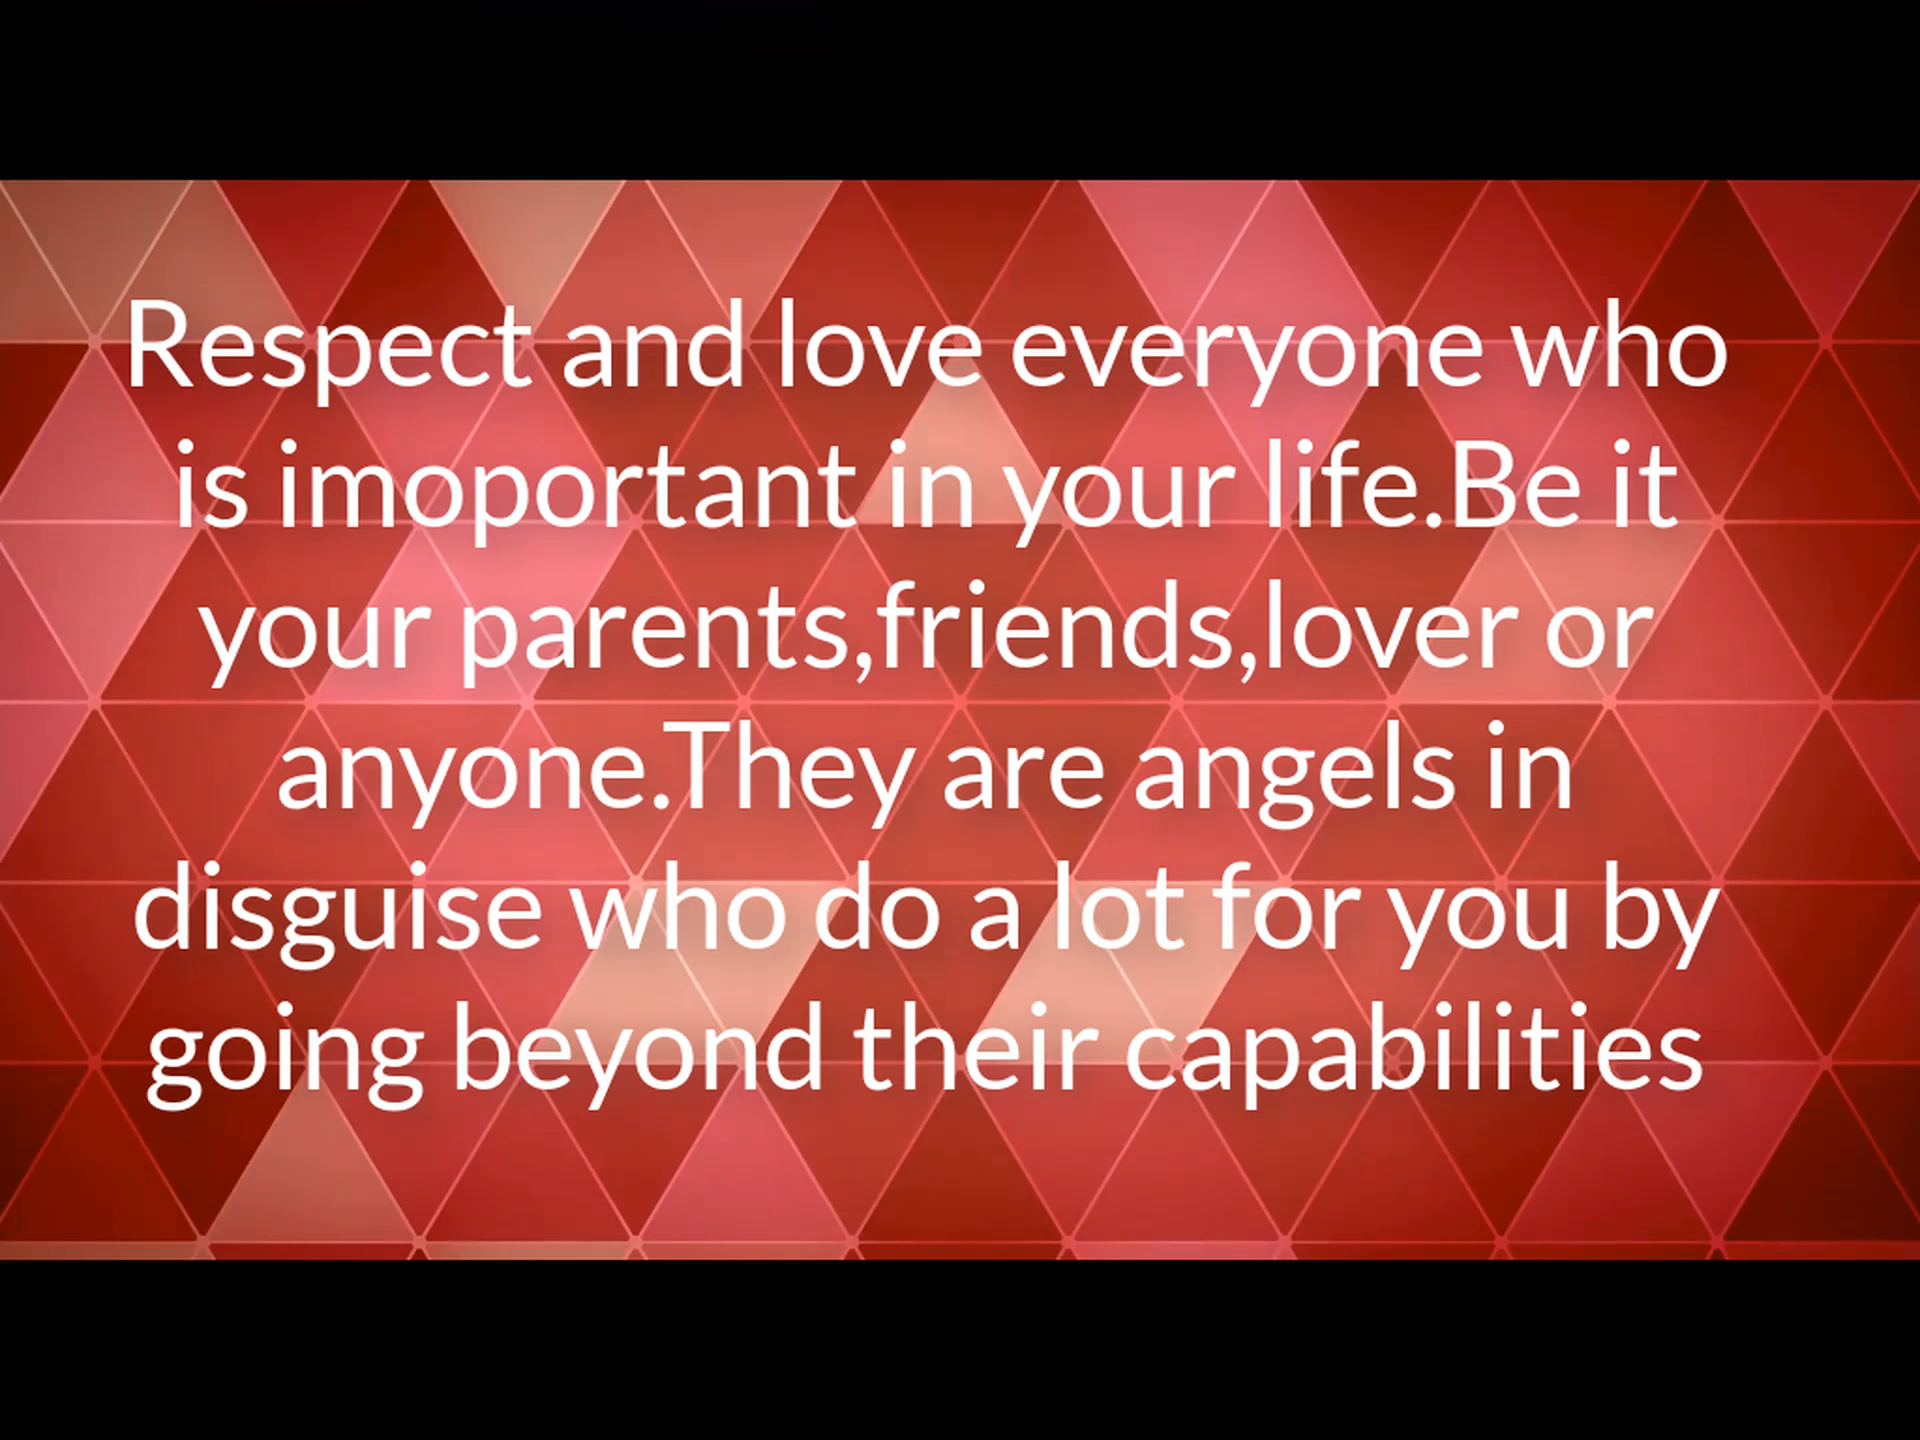 Respect and love everyone who
is imoportant in your life.Be it
your parents,friends,lover or
anyone.They are angels in
disguise who do a lot for you by
going beyond their capabilities